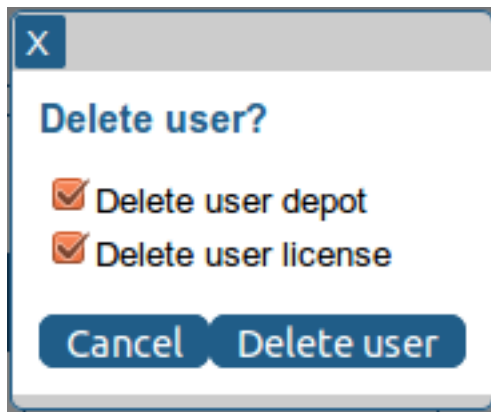 X
Delete user?
Delete user depot
Delete user license
Cancel Delete user